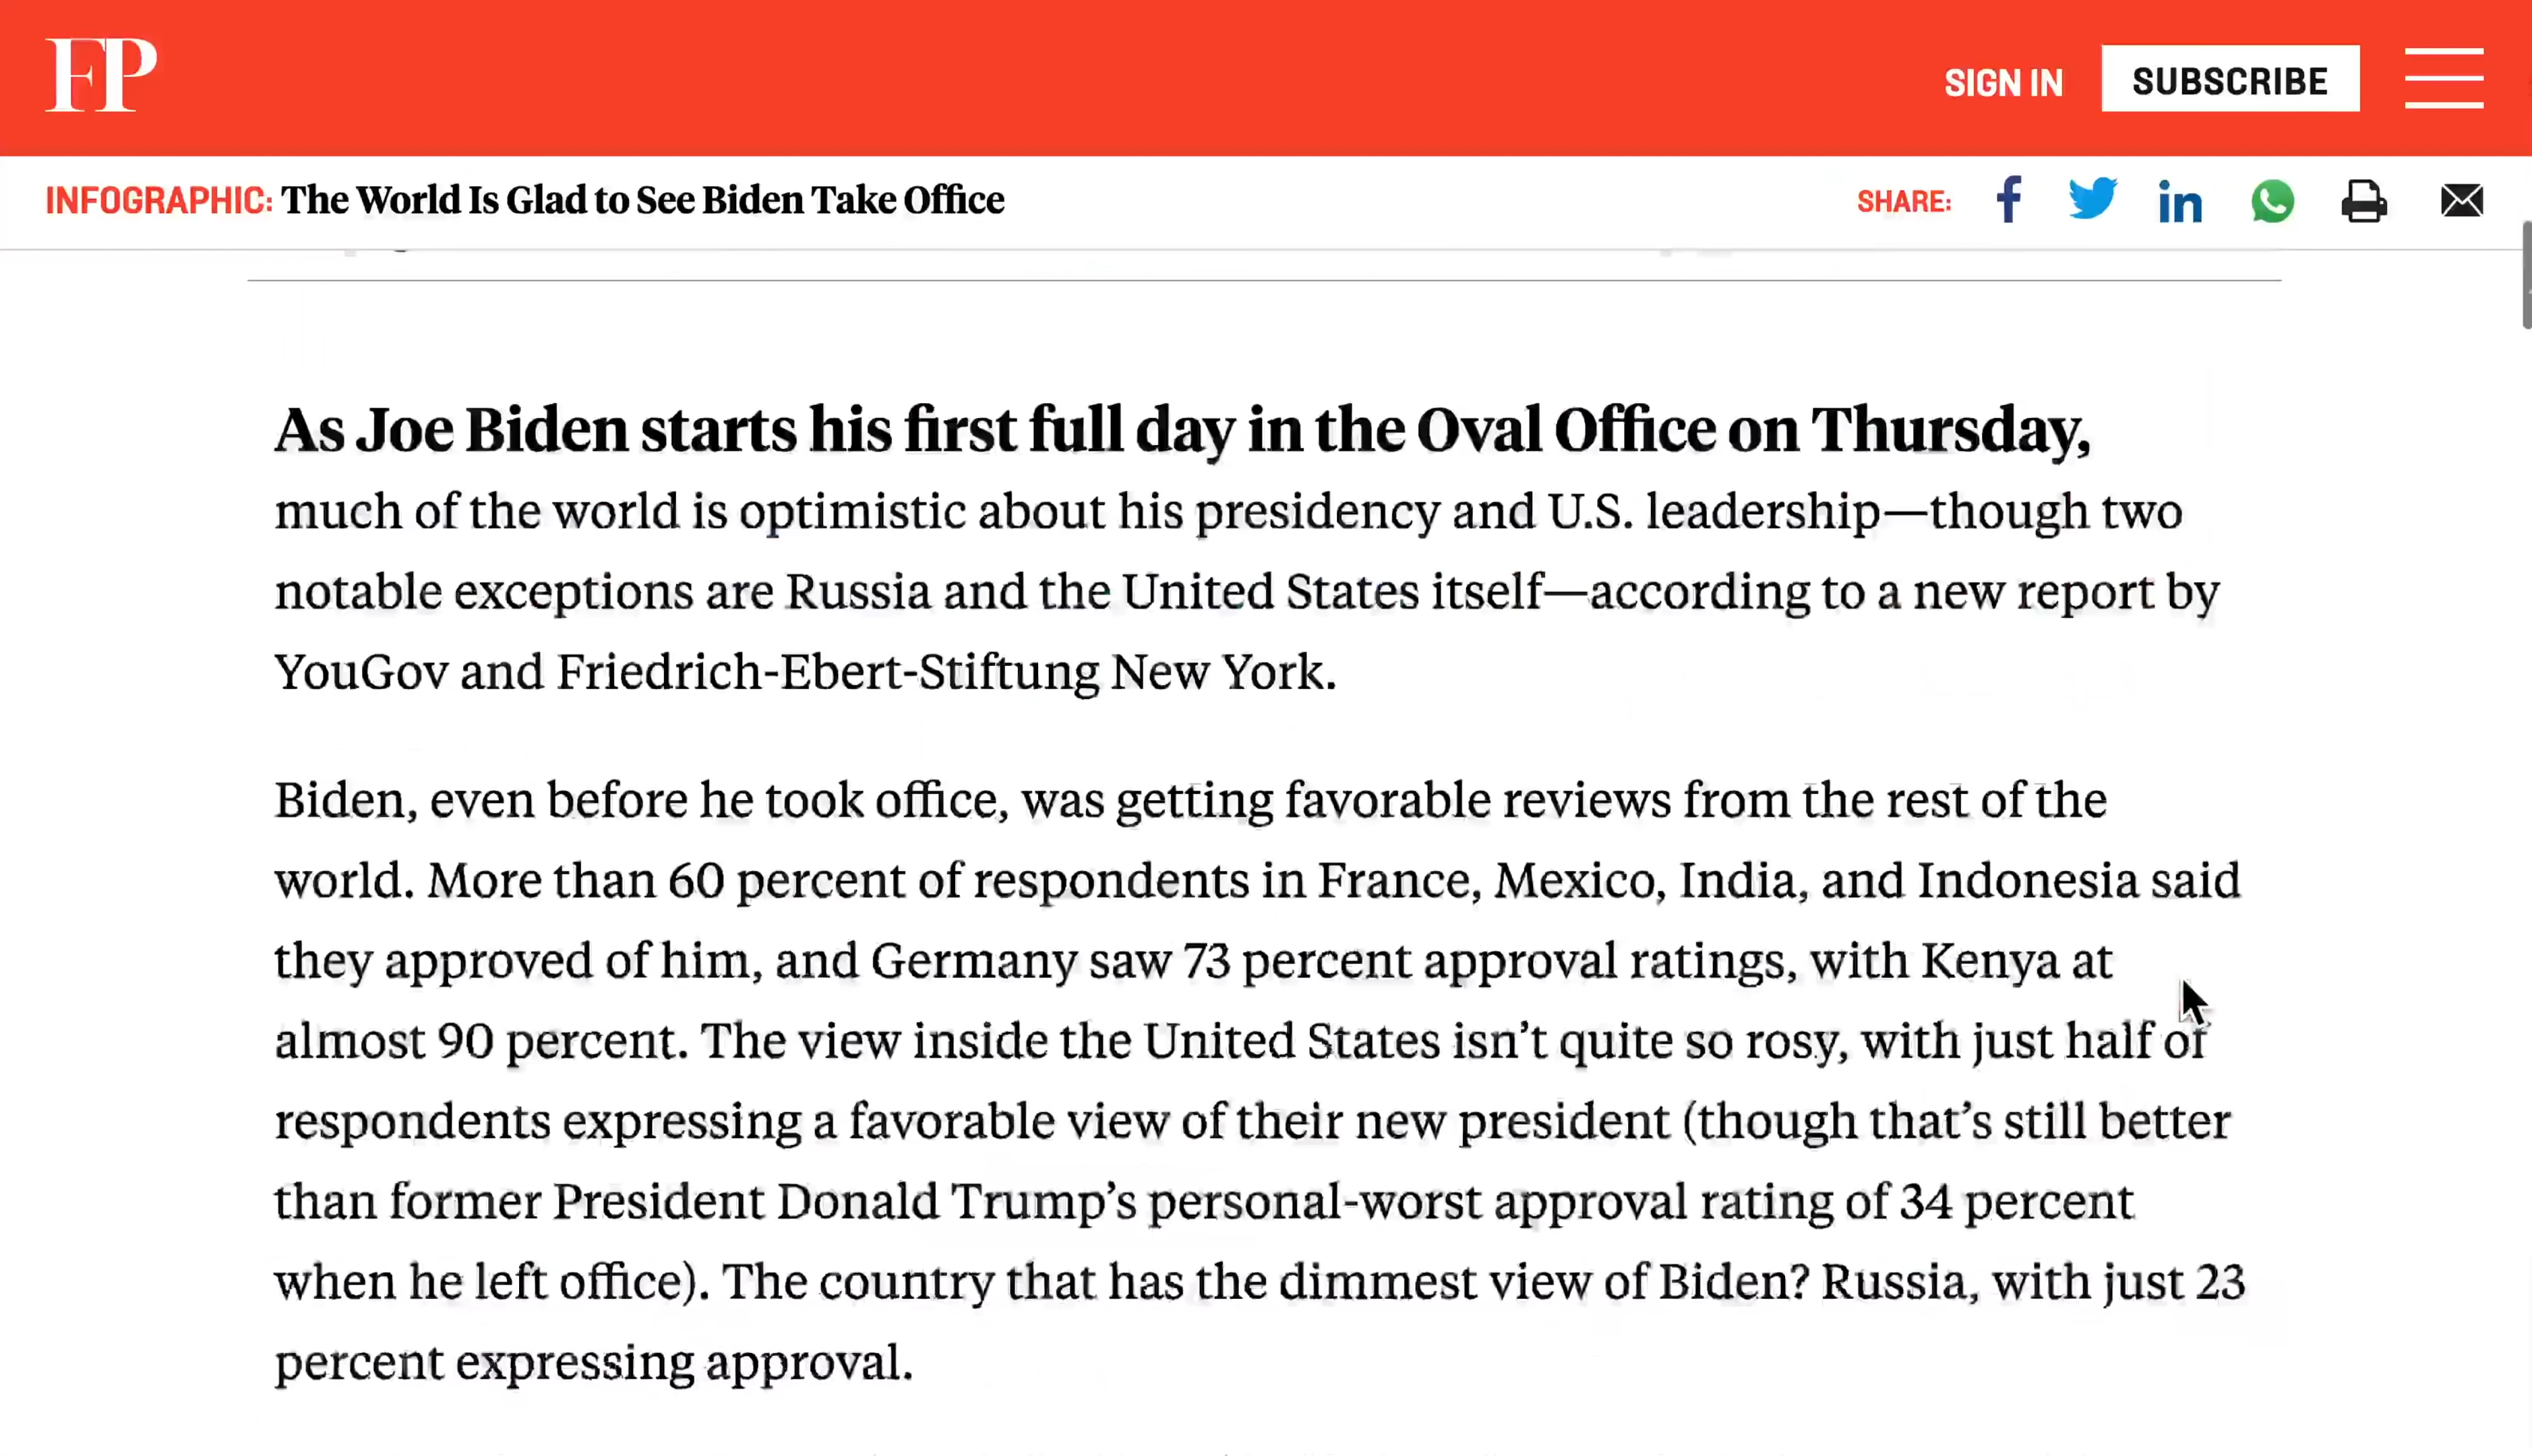 FP
SIGN IN
SUBSCRIBE
INFOGRAPHIC: The World Is Glad to See Biden Take Office
SHARE:
As Joe Biden starts his first full day in the Oval Office on Thursday,
much of the world is optimistic about his presidency and U.S. leadership—though two
notable exceptions are Russia and the United States itself—according to a new report by
YouGov and Friedrich-Ebert-Stiftung New York.
Biden, even before he took office, was getting favorable reviews from the rest of the
world. More than 60 percent of respondents in France, Mexico, India, and Indonesia said
they approved of him, and Germany saw 73 percent approval ratings, with Kenya at
almost 90 percent. The view inside the United States isn’t quite so rosy, with just half of
respondents expressing a favorable view of their new president (though that’s still better
than former President Donald Trump’s personal-worst approval rating of 34 percent
when he left office). The country that has the dimmest view of Biden? Russia, with just 23
percent expressing approval.